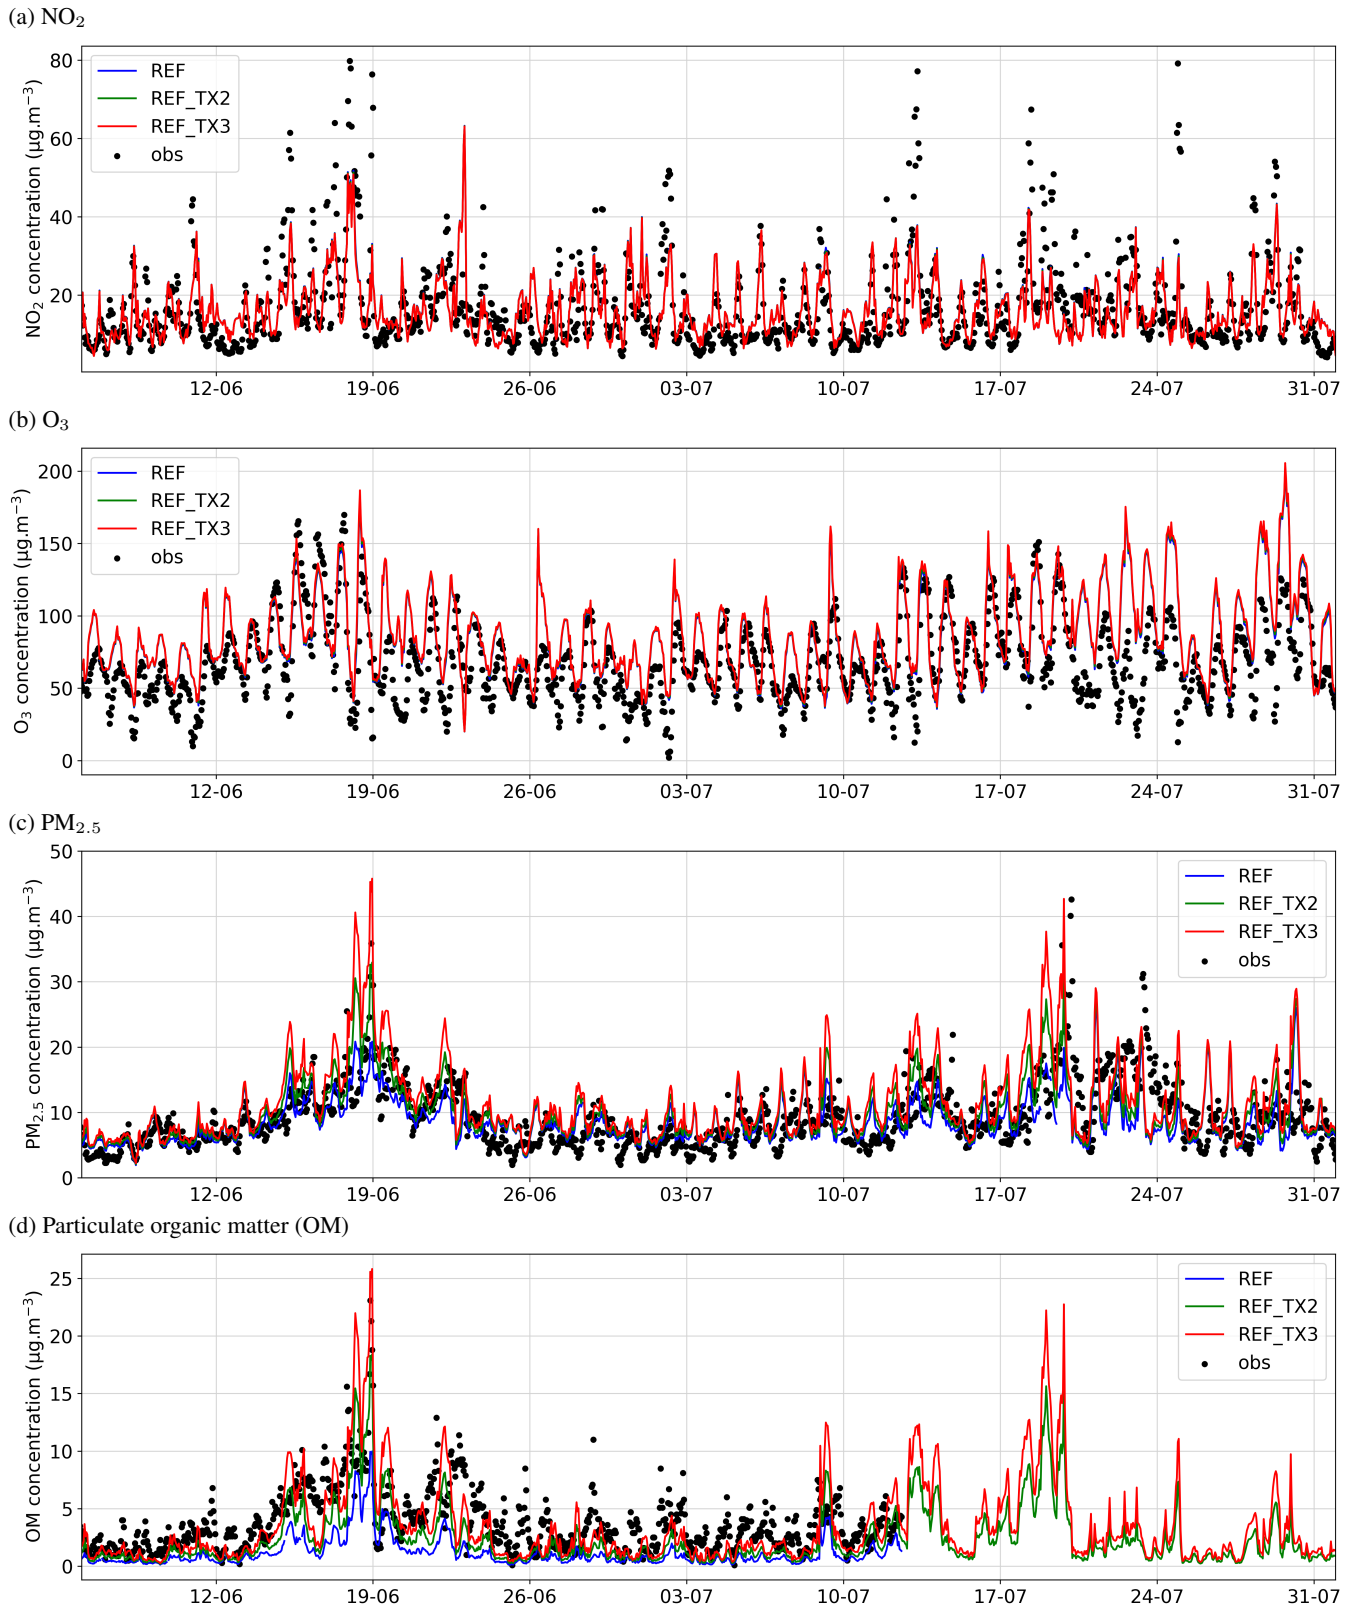 (a) NO₂
NO₂ concentration (μg.m⁻³)
80
60
40
20
REF
REF_TX2
REF_TX3
obs
12-06 19-06 26-06 03-07 10-07 17-07 24-07 31-07
(b) O₃
O₃ concentration (μg.m⁻³)
200
150
100
50
0
REF
REF_TX2
REF_TX3
obs
12-06 19-06 26-06 03-07 10-07 17-07 24-07 31-07
(c) PM₂.₅
PM₂.₅ concentration (μg.m⁻³)
50
40
30
20
10
0
REF
REF_TX2
REF_TX3
obs
12-06 19-06 26-06 03-07 10-07 17-07 24-07 31-07
(d) Particulate organic matter (OM)
OM concentration (μg.m⁻³)
25
20
15
10
5
0
REF
REF_TX2
REF_TX3
obs
12-06 19-06 26-06 03-07 10-07 17-07 24-07 31-07